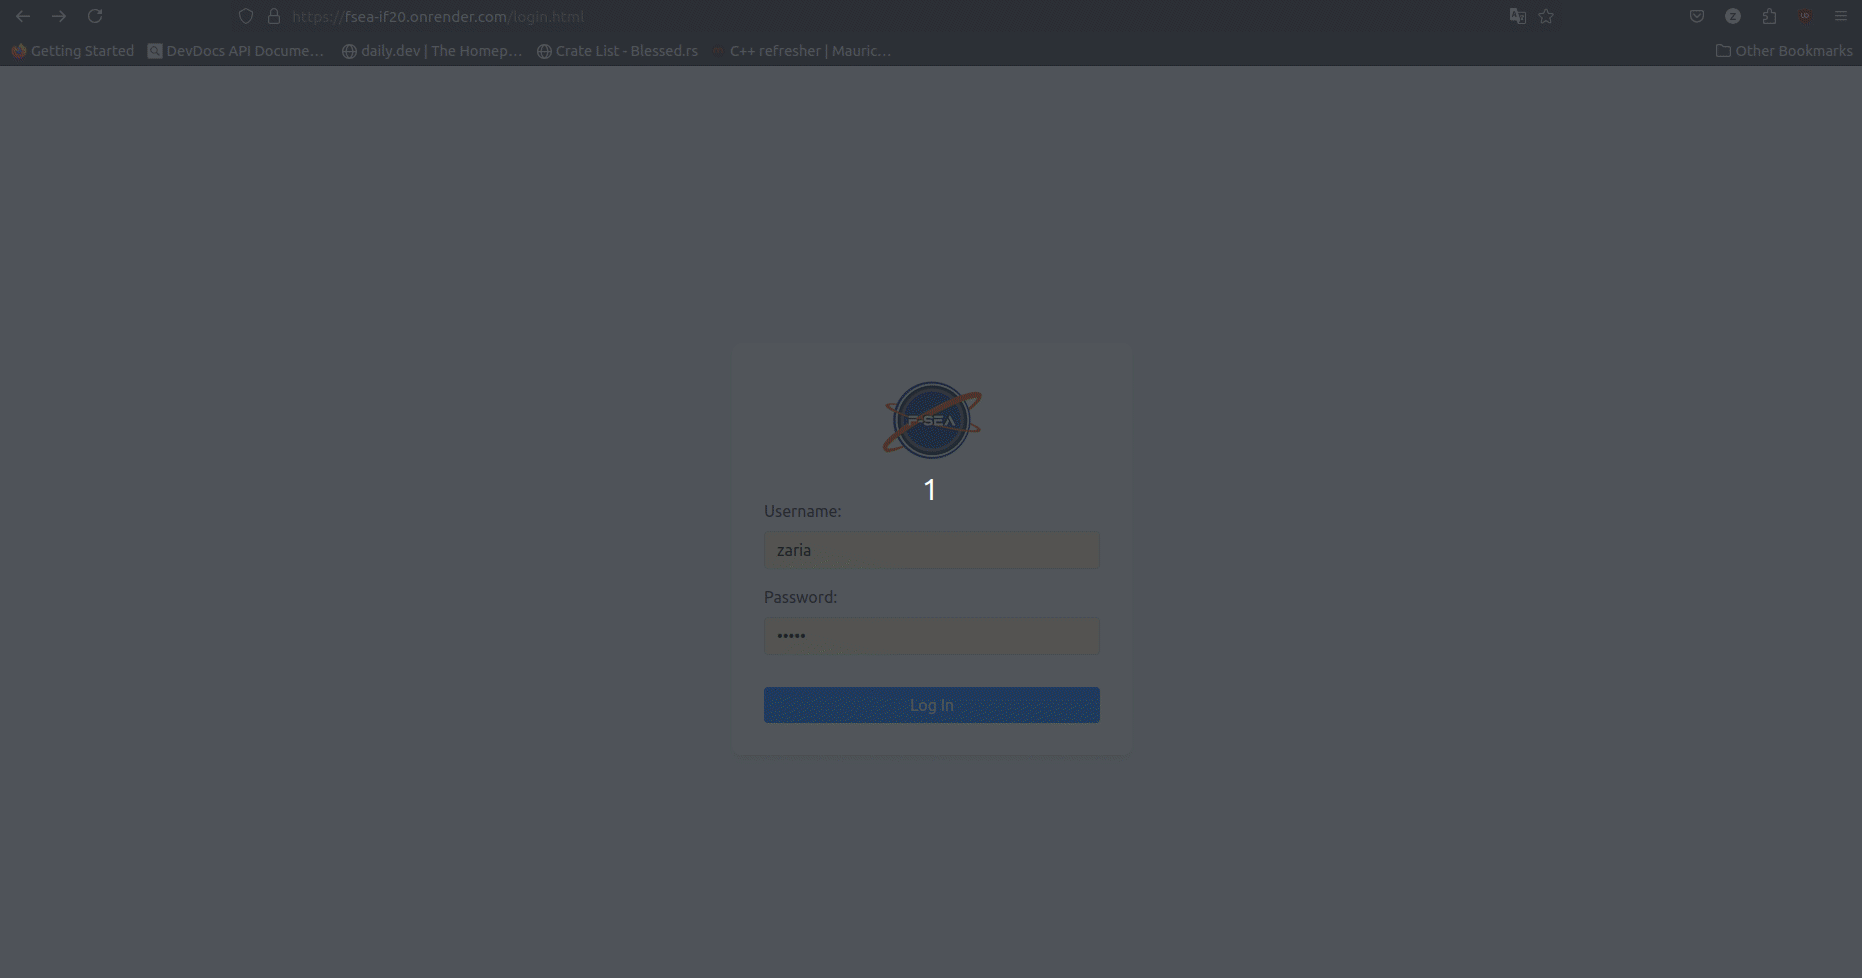 https://fsea-if20.onrender.com/login.html
Getting Started DevDocs API Docume... daily.dev | The Homep... Crate List - Blessed.rs C++ refresher | Mauric... Other Bookmarks
F-SEA
1
Username:
zaria
Password:
•••••
Log In